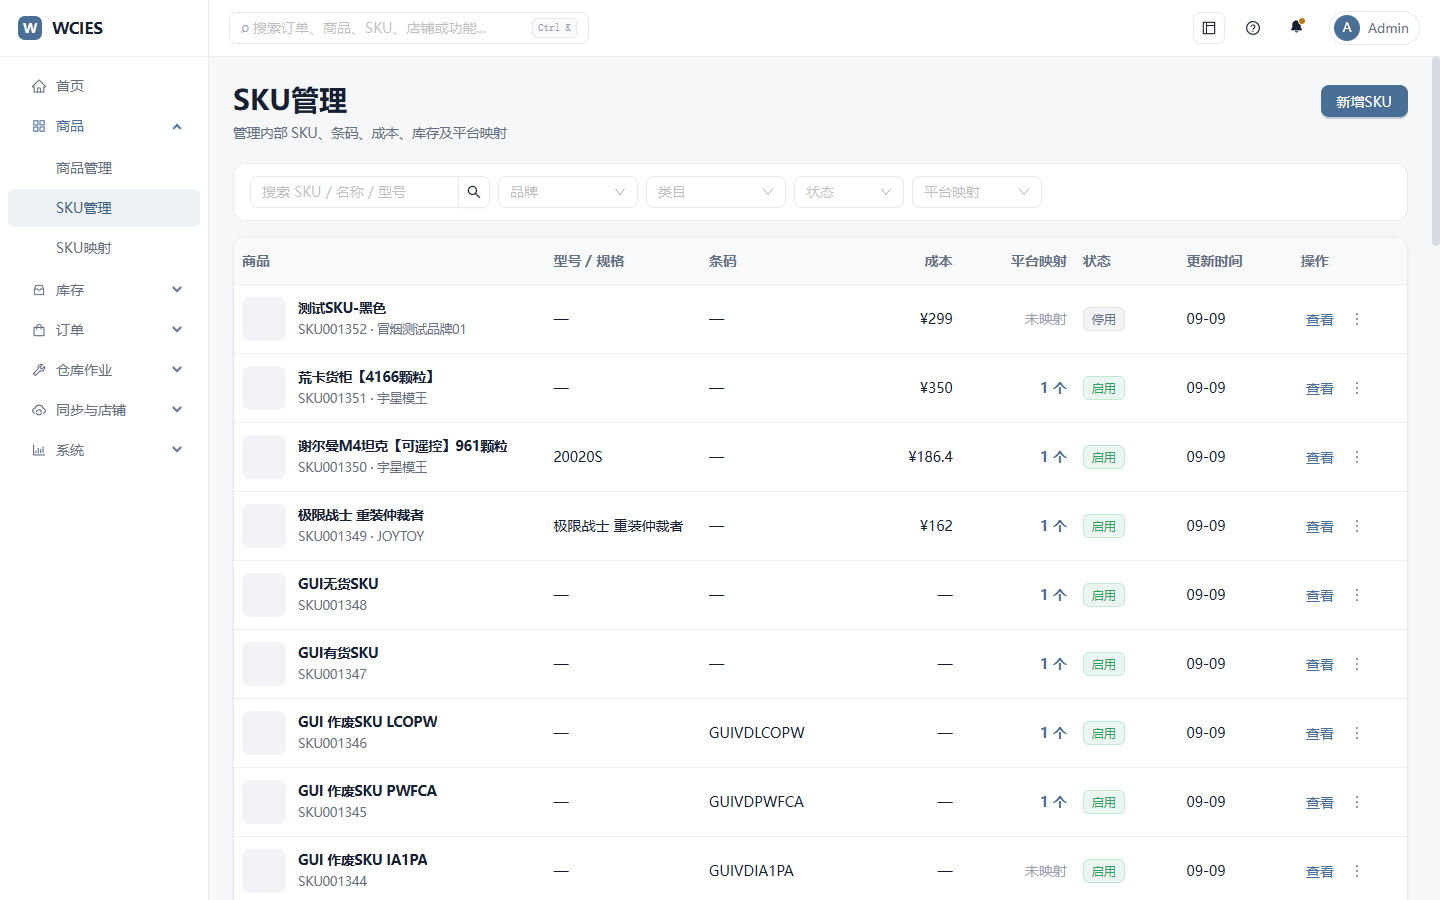 W WCIES
搜索订单、商品、SKU、店铺或功能... Ctrl K
A Admin
首页
商品
商品管理
SKU管理
SKU映射
库存
订单
仓库作业
同步与店铺
系统
SKU管理
管理内部 SKU、条码、成本、库存及平台映射
新增SKU
搜索 SKU / 名称 / 型号 品牌 类目 状态 平台映射
商品 型号 / 规格 条码 成本 平台映射 状态 更新时间 操作
测试SKU-黑色
SKU001352 · 冒烟测试品牌01
— — ¥299 未映射 停用 09-09 查看
荒卡货柜【4166颗粒】
SKU001351 · 宇星模王
— — ¥350 1 个 启用 09-09 查看
谢尔曼M4坦克【可遥控】961颗粒
SKU001350 · 宇星模王
20020S — ¥186.4 1 个 启用 09-09 查看
极限战士 重装仲裁者
SKU001349 · JOYTOY
极限战士 重装仲裁者 — ¥162 1 个 启用 09-09 查看
GUI无货SKU
SKU001348
— — — 1 个 启用 09-09 查看
GUI有货SKU
SKU001347
— — — 1 个 启用 09-09 查看
GUI 作废SKU LCOPW
SKU001346
— GUIVDLCOPW — 1 个 启用 09-09 查看
GUI 作废SKU PWFCA
SKU001345
— GUIVDPWFCA — 1 个 启用 09-09 查看
GUI 作废SKU IA1PA
SKU001344
— GUIVDIA1PA — 未映射 启用 09-09 查看